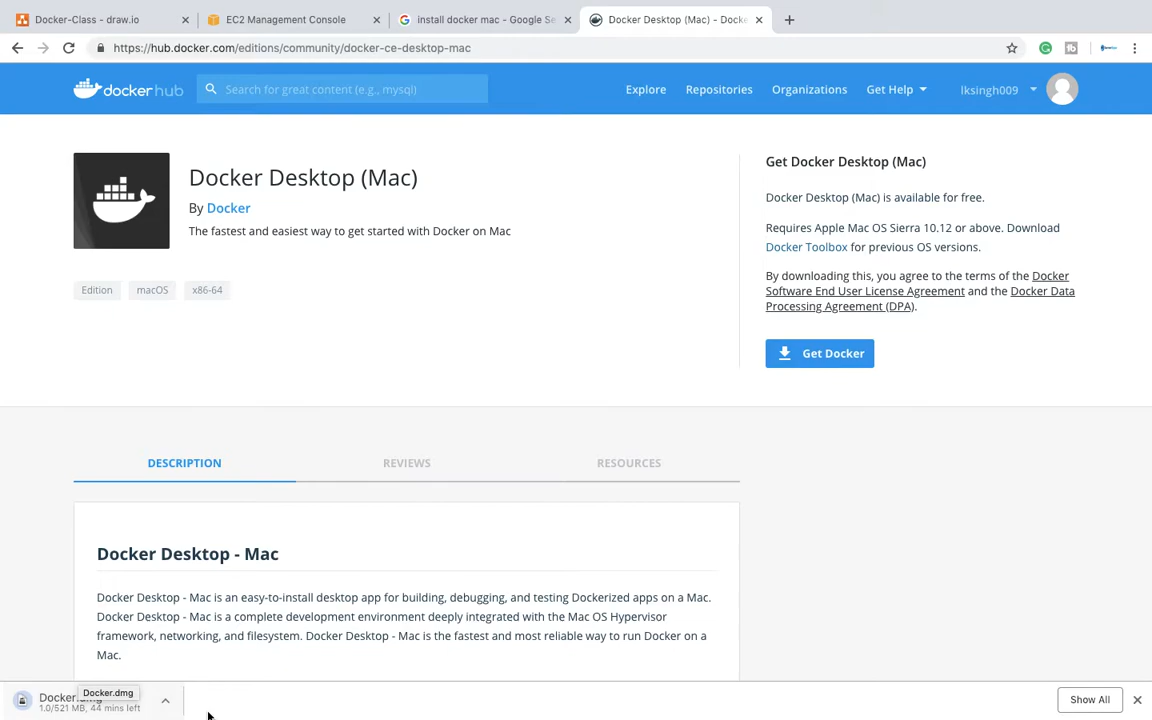 Docker-Class - draw.io
EC2 Management Console
install docker mac - Google Se
Docker Desktop (Mac) - Docke
https://hub.docker.com/editions/community/docker-ce-desktop-mac
dockerhub
Search for great content (e.g., mysql)
Explore
Repositories
Organizations
Get Help
lksingh009
Docker Desktop (Mac)
By Docker
The fastest and easiest way to get started with Docker on Mac
Edition
macOS
x86-64
Get Docker Desktop (Mac)
Docker Desktop (Mac) is available for free.
Requires Apple Mac OS Sierra 10.12 or above. Download
Docker Toolbox for previous OS versions.
By downloading this, you agree to the terms of the Docker
Software End User License Agreement and the Docker Data
Processing Agreement (DPA).
Get Docker
DESCRIPTION
REVIEWS
RESOURCES
Docker Desktop - Mac
Docker Desktop - Mac is an easy-to-install desktop app for building, debugging, and testing Dockerized apps on a Mac.
Docker Desktop - Mac is a complete development environment deeply integrated with the Mac OS Hypervisor
framework, networking, and filesystem. Docker Desktop - Mac is the fastest and most reliable way to run Docker on a
Mac.
Docker.dmg
Docker.dmg
1.0/521 MB, 44 mins left
Show All